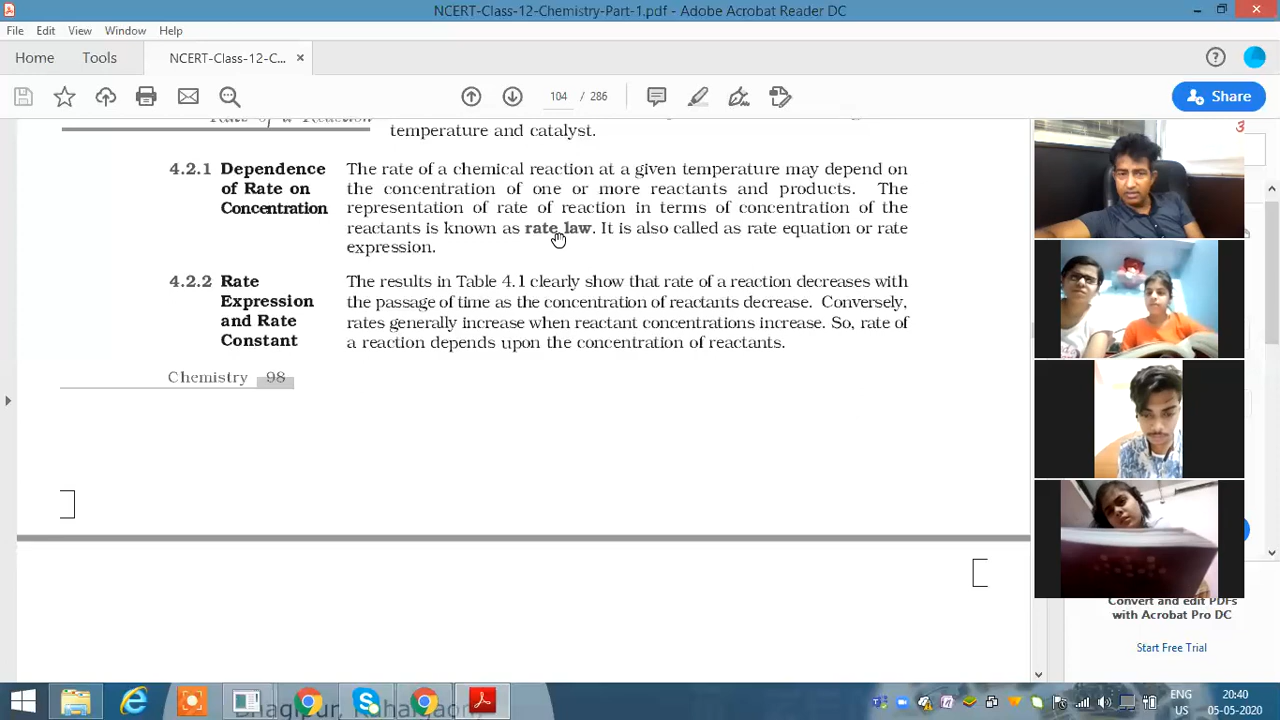 NCERT-Class-12-Chemistry-Part-1.pdf - Adobe Acrobat Reader DC
File Edit View Window Help
Home Tools NCERT-Class-12-C... ×
104 / 286
Share
3
Rate of a Reaction
temperature and catalyst.
4.2.1 Dependence of Rate on Concentration
The rate of a chemical reaction at a given temperature may depend on
the concentration of one or more reactants and products. The
representation of rate of reaction in terms of concentration of the
reactants is known as rate law. It is also called as rate equation or rate
expression.
4.2.2 Rate Expression and Rate Constant
The results in Table 4.1 clearly show that rate of a reaction decreases with
the passage of time as the concentration of reactants decrease. Conversely,
rates generally increase when reactant concentrations increase. So, rate of
a reaction depends upon the concentration of reactants.
Chemistry 98
Convert and edit PDFs
with Acrobat Pro DC
Start Free Trial
ENG
US
20:40
05-05-2020